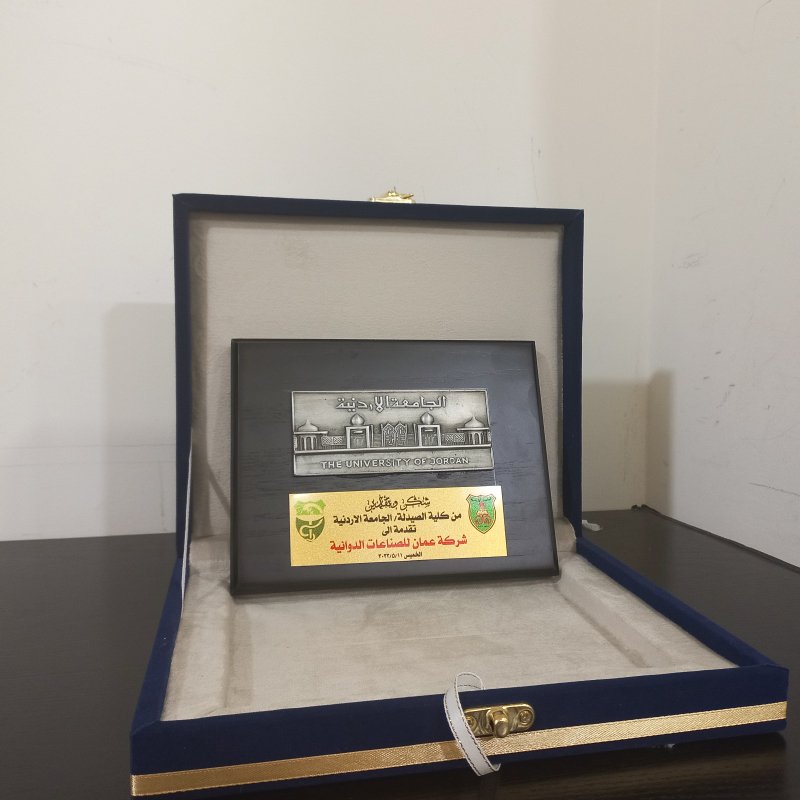 الجامعة الاردنية
THE UNIVERSITY OF JORDAN
شكر وتقدير
من كلية الصيدلة/ الجامعة الاردنية
تقدمة الى
شركة عمان للصناعات الدوائية
الخميس ٢٠٢٣/٥/١١